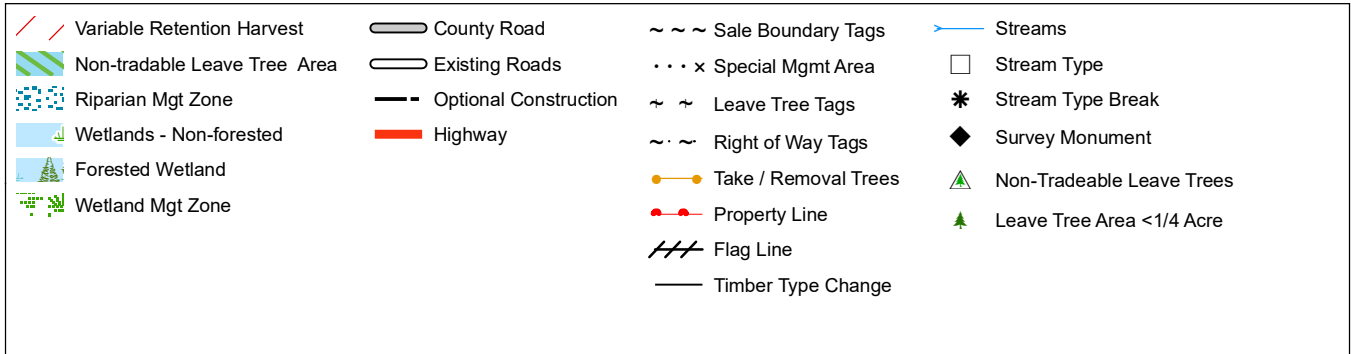 Variable Retention Harvest
Non-tradable Leave Tree Area
Riparian Mgt Zone
Wetlands - Non-forested
Forested Wetland
Wetland Mgt Zone
County Road
Existing Roads
Optional Construction
Highway
Sale Boundary Tags
Special Mgmt Area
Leave Tree Tags
Right of Way Tags
Take / Removal Trees
Property Line
Flag Line
Timber Type Change
Streams
Stream Type
Stream Type Break
Survey Monument
Non-Tradeable Leave Trees
Leave Tree Area <1/4 Acre